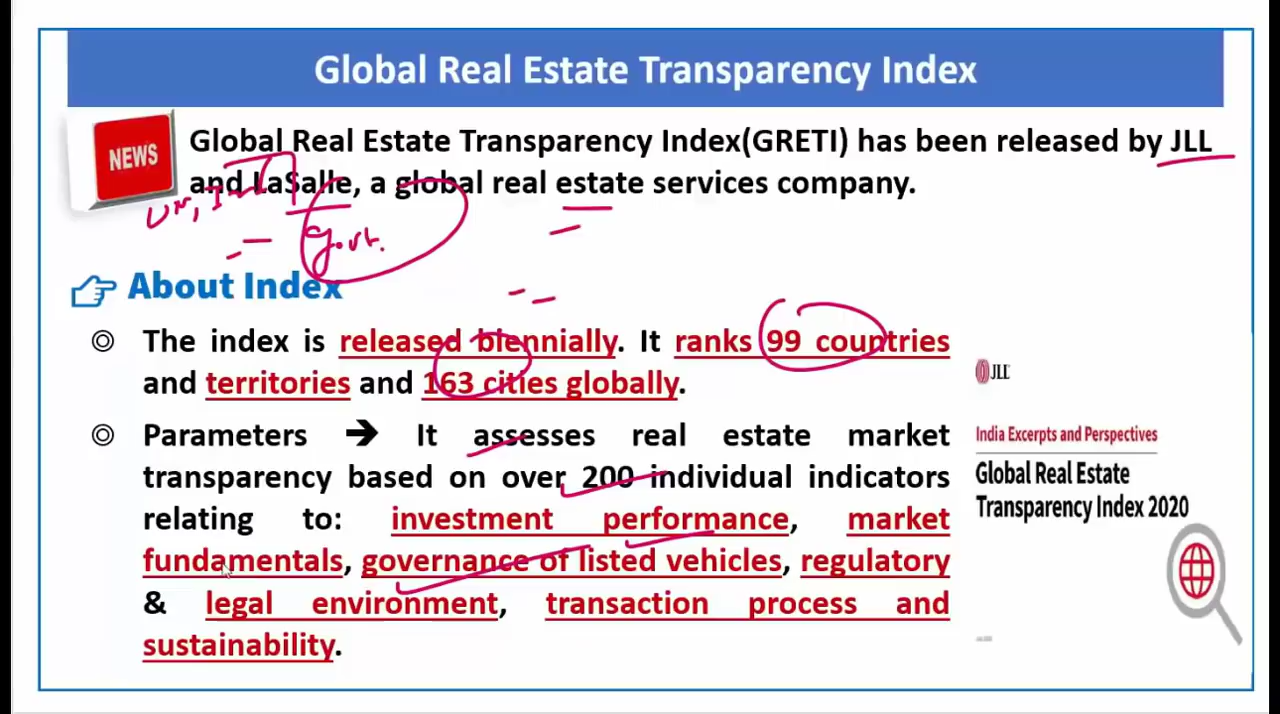 Global Real Estate Transparency Index
NEWS
Global Real Estate Transparency Index(GRETI) has been released by JLL
and LaSalle, a global real estate services company.
Govt.
About Index
The index is released biennially. It ranks 99 countries
and territories and 163 cities globally.
Parameters → It assesses real estate market
transparency based on over 200 individual indicators
relating to: investment performance, market
fundamentals, governance of listed vehicles, regulatory
& legal environment, transaction process and
sustainability.
JLL
India Excerpts and Perspectives
Global Real Estate
Transparency Index 2020